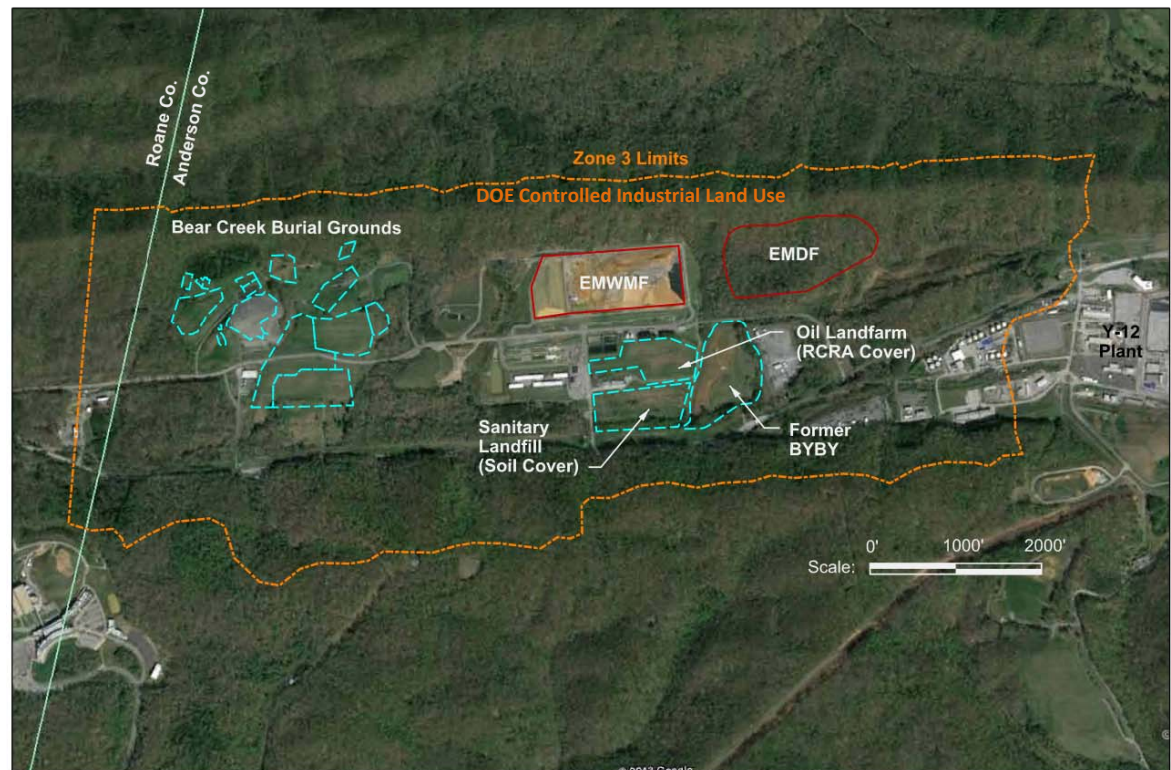 Roane Co.
Anderson Co.
Zone 3 Limits
DOE Controlled Industrial Land Use
Bear Creek Burial Grounds
EMWMF
EMDF
Oil Landfarm
(RCRA Cover)
Y-12
Plant
Sanitary
Landfill
(Soil Cover)
Former
BYBY
0' 1000' 2000'
Scale: